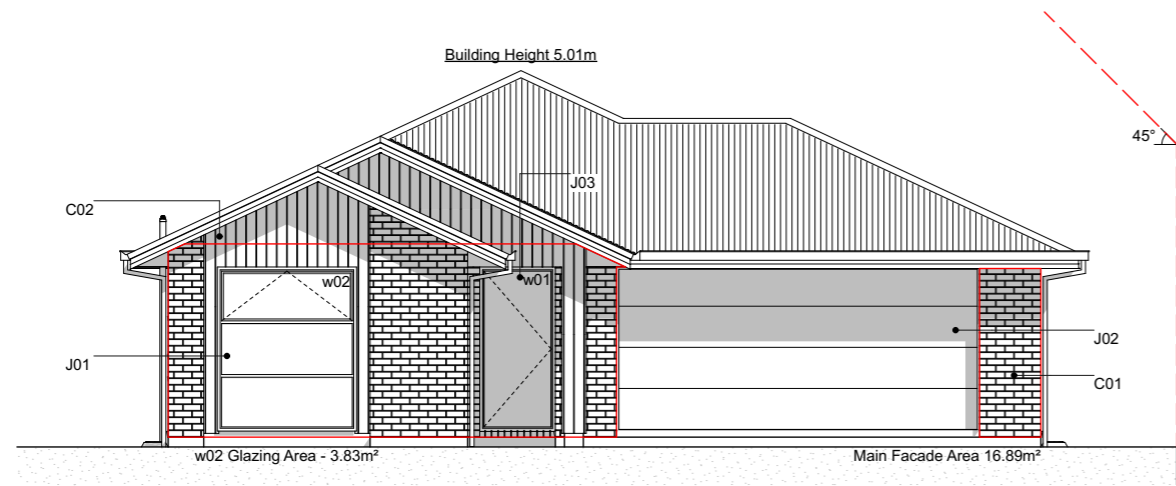 Building Height 5.01m
45°
J03
C02
w02
w01
J01
J02
C01
w02 Glazing Area - 3.83m²
Main Facade Area 16.89m²